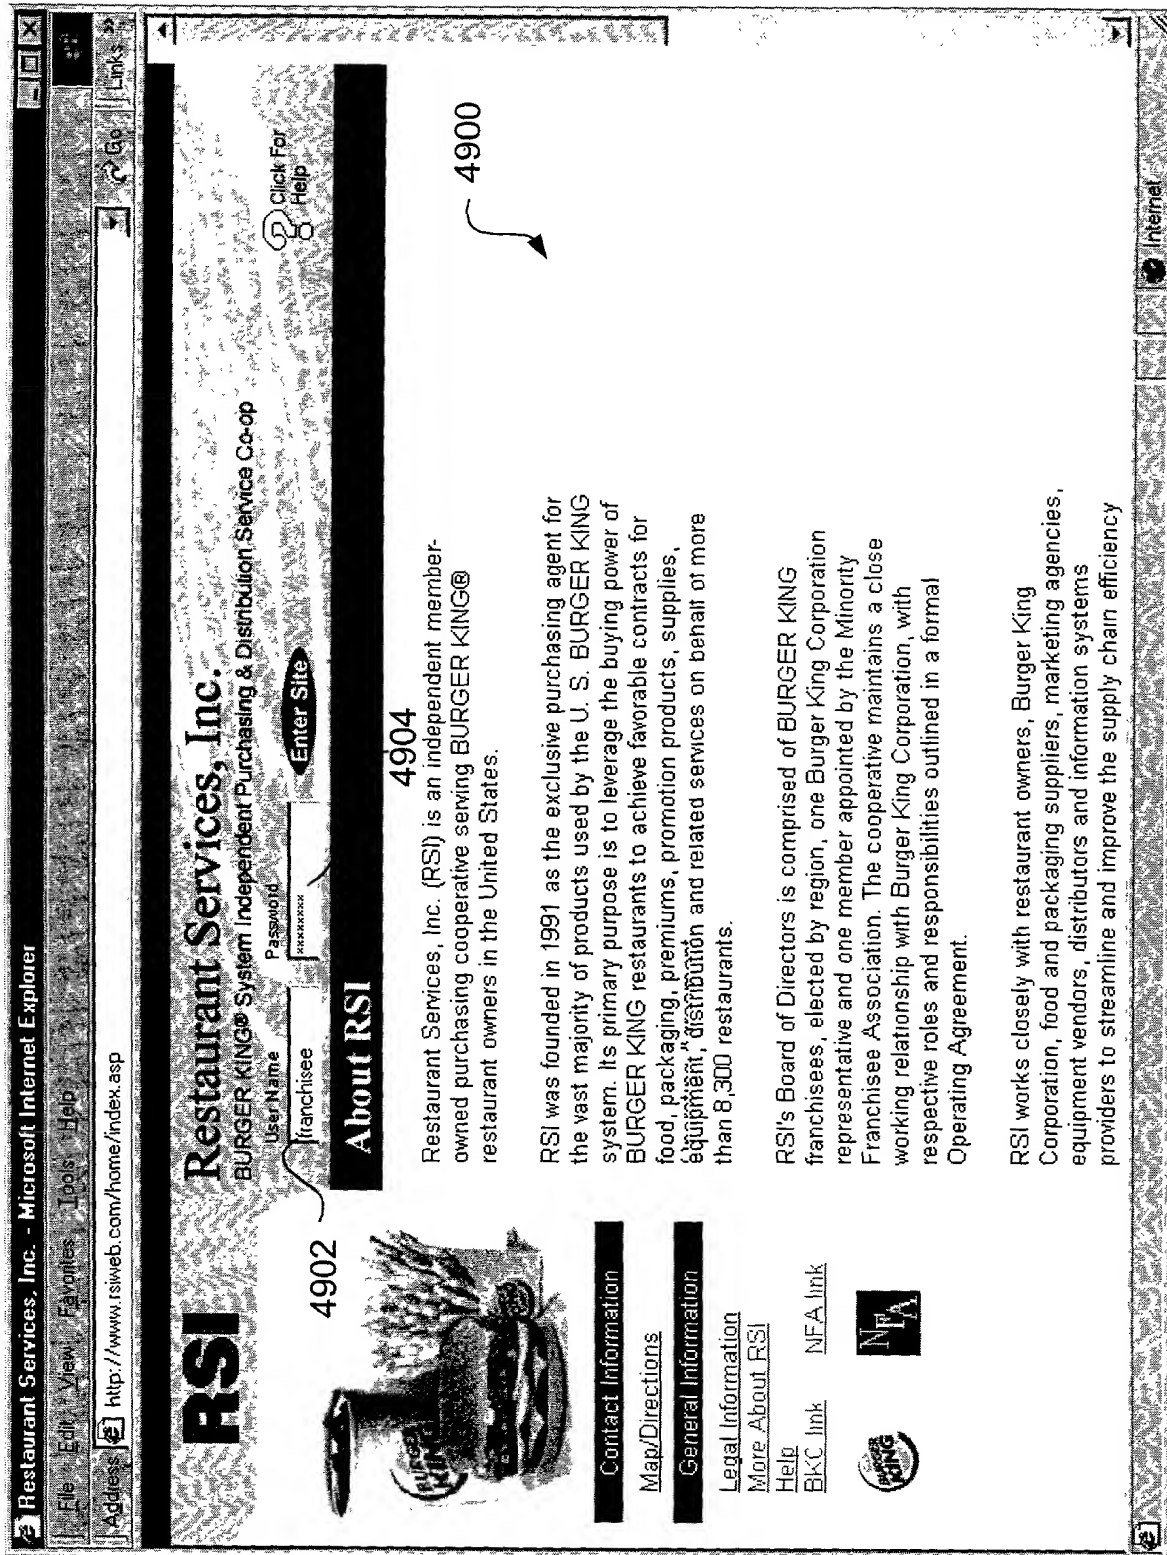 Restaurant Services, Inc. - Microsoft Internet Explorer
File Edit View Favorites Tools Help
Address http://www.rsiweb.com/home/index.asp Go Links »
RSI
Restaurant Services, Inc.
BURGER KING® System Independent Purchasing & Distribution Service Co-op
User Name Password
franchisee ********* Enter Site
Click For
Help
4902
4904
4900
About RSI
BURGER
KING
Contact Information
Map/Directions
General Information
Legal Information
More About RSI
Help
BKC link NFA link
BURGER
KING
NFA
Restaurant Services, Inc. (RSI) is an independent member-
owned purchasing cooperative serving BURGER KING®
restaurant owners in the United States.
RSI was founded in 1991 as the exclusive purchasing agent for
the vast majority of products used by the U. S. BURGER KING
system. Its primary purpose is to leverage the buying power of
BURGER KING restaurants to achieve favorable contracts for
food, packaging, premiums, promotion products, supplies,
equipment, distribution and related services on behalf of more
than 8,300 restaurants.
RSI's Board of Directors is comprised of BURGER KING
franchisees, elected by region, one Burger King Corporation
representative and one member appointed by the Minority
Franchisee Association. The cooperative maintains a close
working relationship with Burger King Corporation, with
respective roles and responsibilities outlined in a formal
Operating Agreement.
RSI works closely with restaurant owners, Burger King
Corporation, food and packaging suppliers, marketing agencies,
equipment vendors, distributors and information systems
providers to streamline and improve the supply chain efficiency
Internet